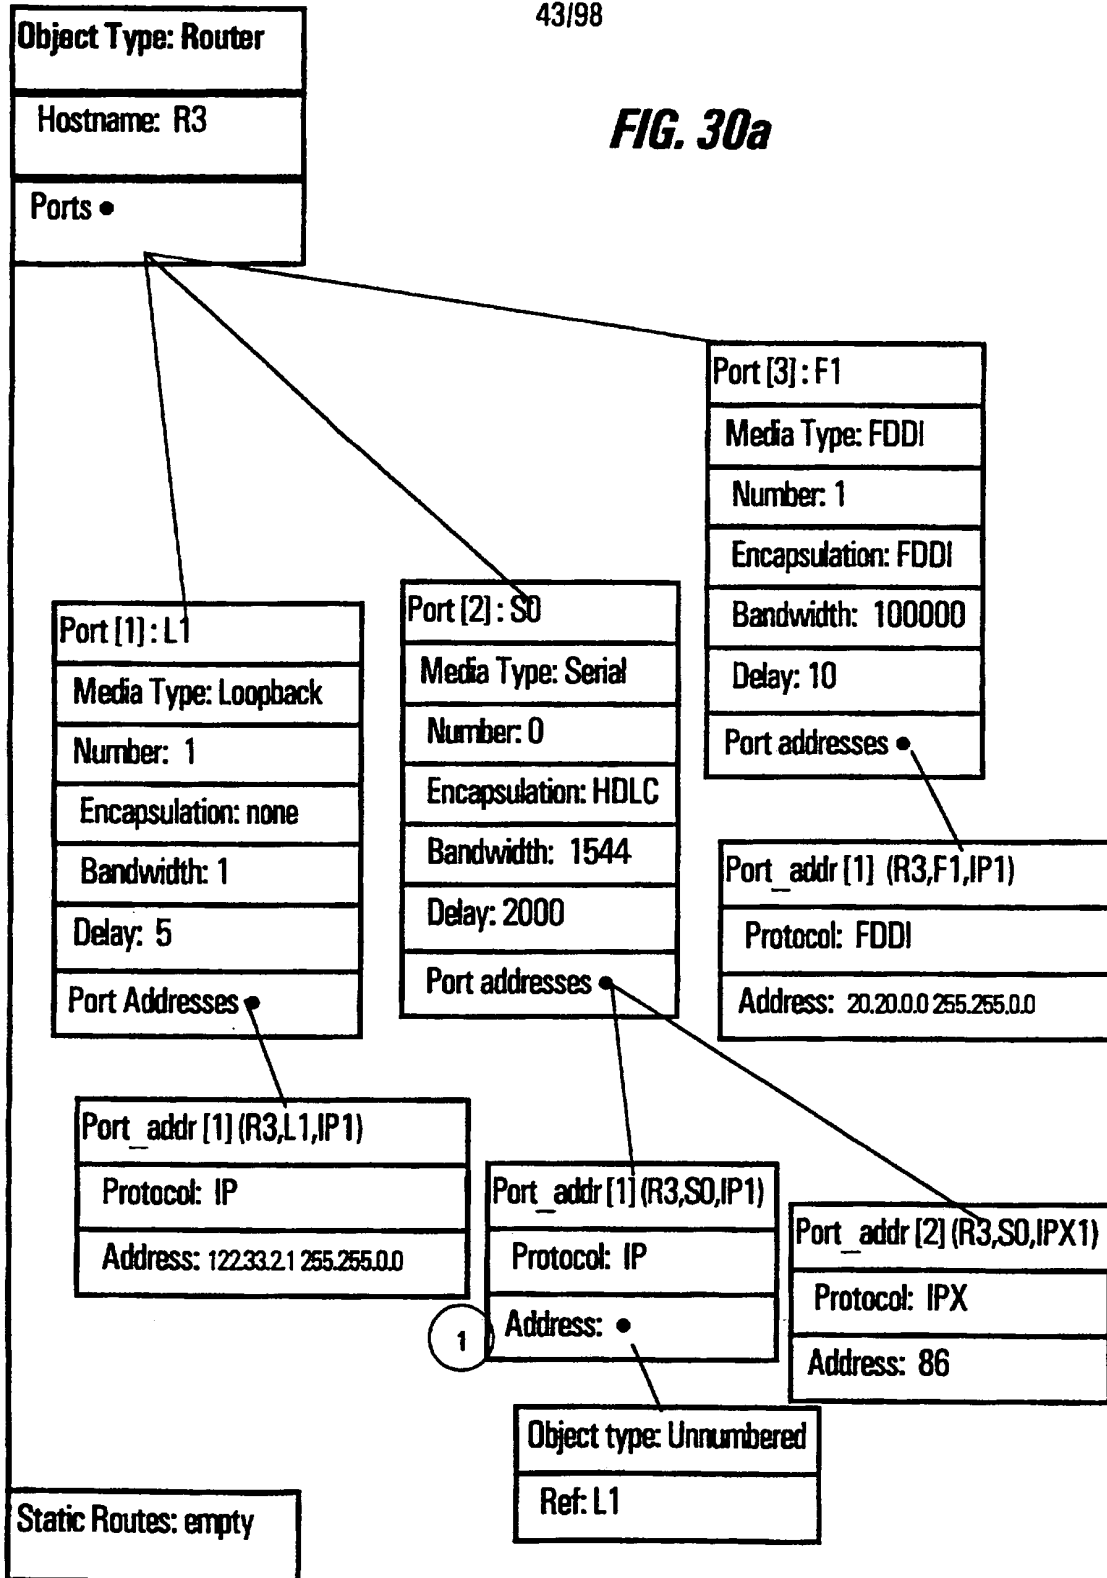 43/98
FIG. 30a
Object Type: Router
Hostname: R3
Ports
Port [3] : F1
Media Type: FDDI
Number: 1
Encapsulation: FDDI
Bandwidth: 100000
Delay: 10
Port addresses
Port [2] : S0
Media Type: Serial
Number: 0
Encapsulation: HDLC
Bandwidth: 1544
Delay: 2000
Port addresses
Port [1] : L1
Media Type: Loopback
Number: 1
Encapsulation: none
Bandwidth: 1
Delay: 5
Port Addresses
Port_addr [1] (R3,F1,IP1)
Protocol: FDDI
Address: 20.20.0.0 255.255.0.0
Port_addr [1] (R3,L1,IP1)
Protocol: IP
Address: 122.33.2.1 255.255.0.0
Port_addr [1] (R3,S0,IP1)
Protocol: IP
Address:
1
Port_addr [2] (R3,S0,IPX1)
Protocol: IPX
Address: 86
Object type: Unnumbered
Ref: L1
Static Routes: empty